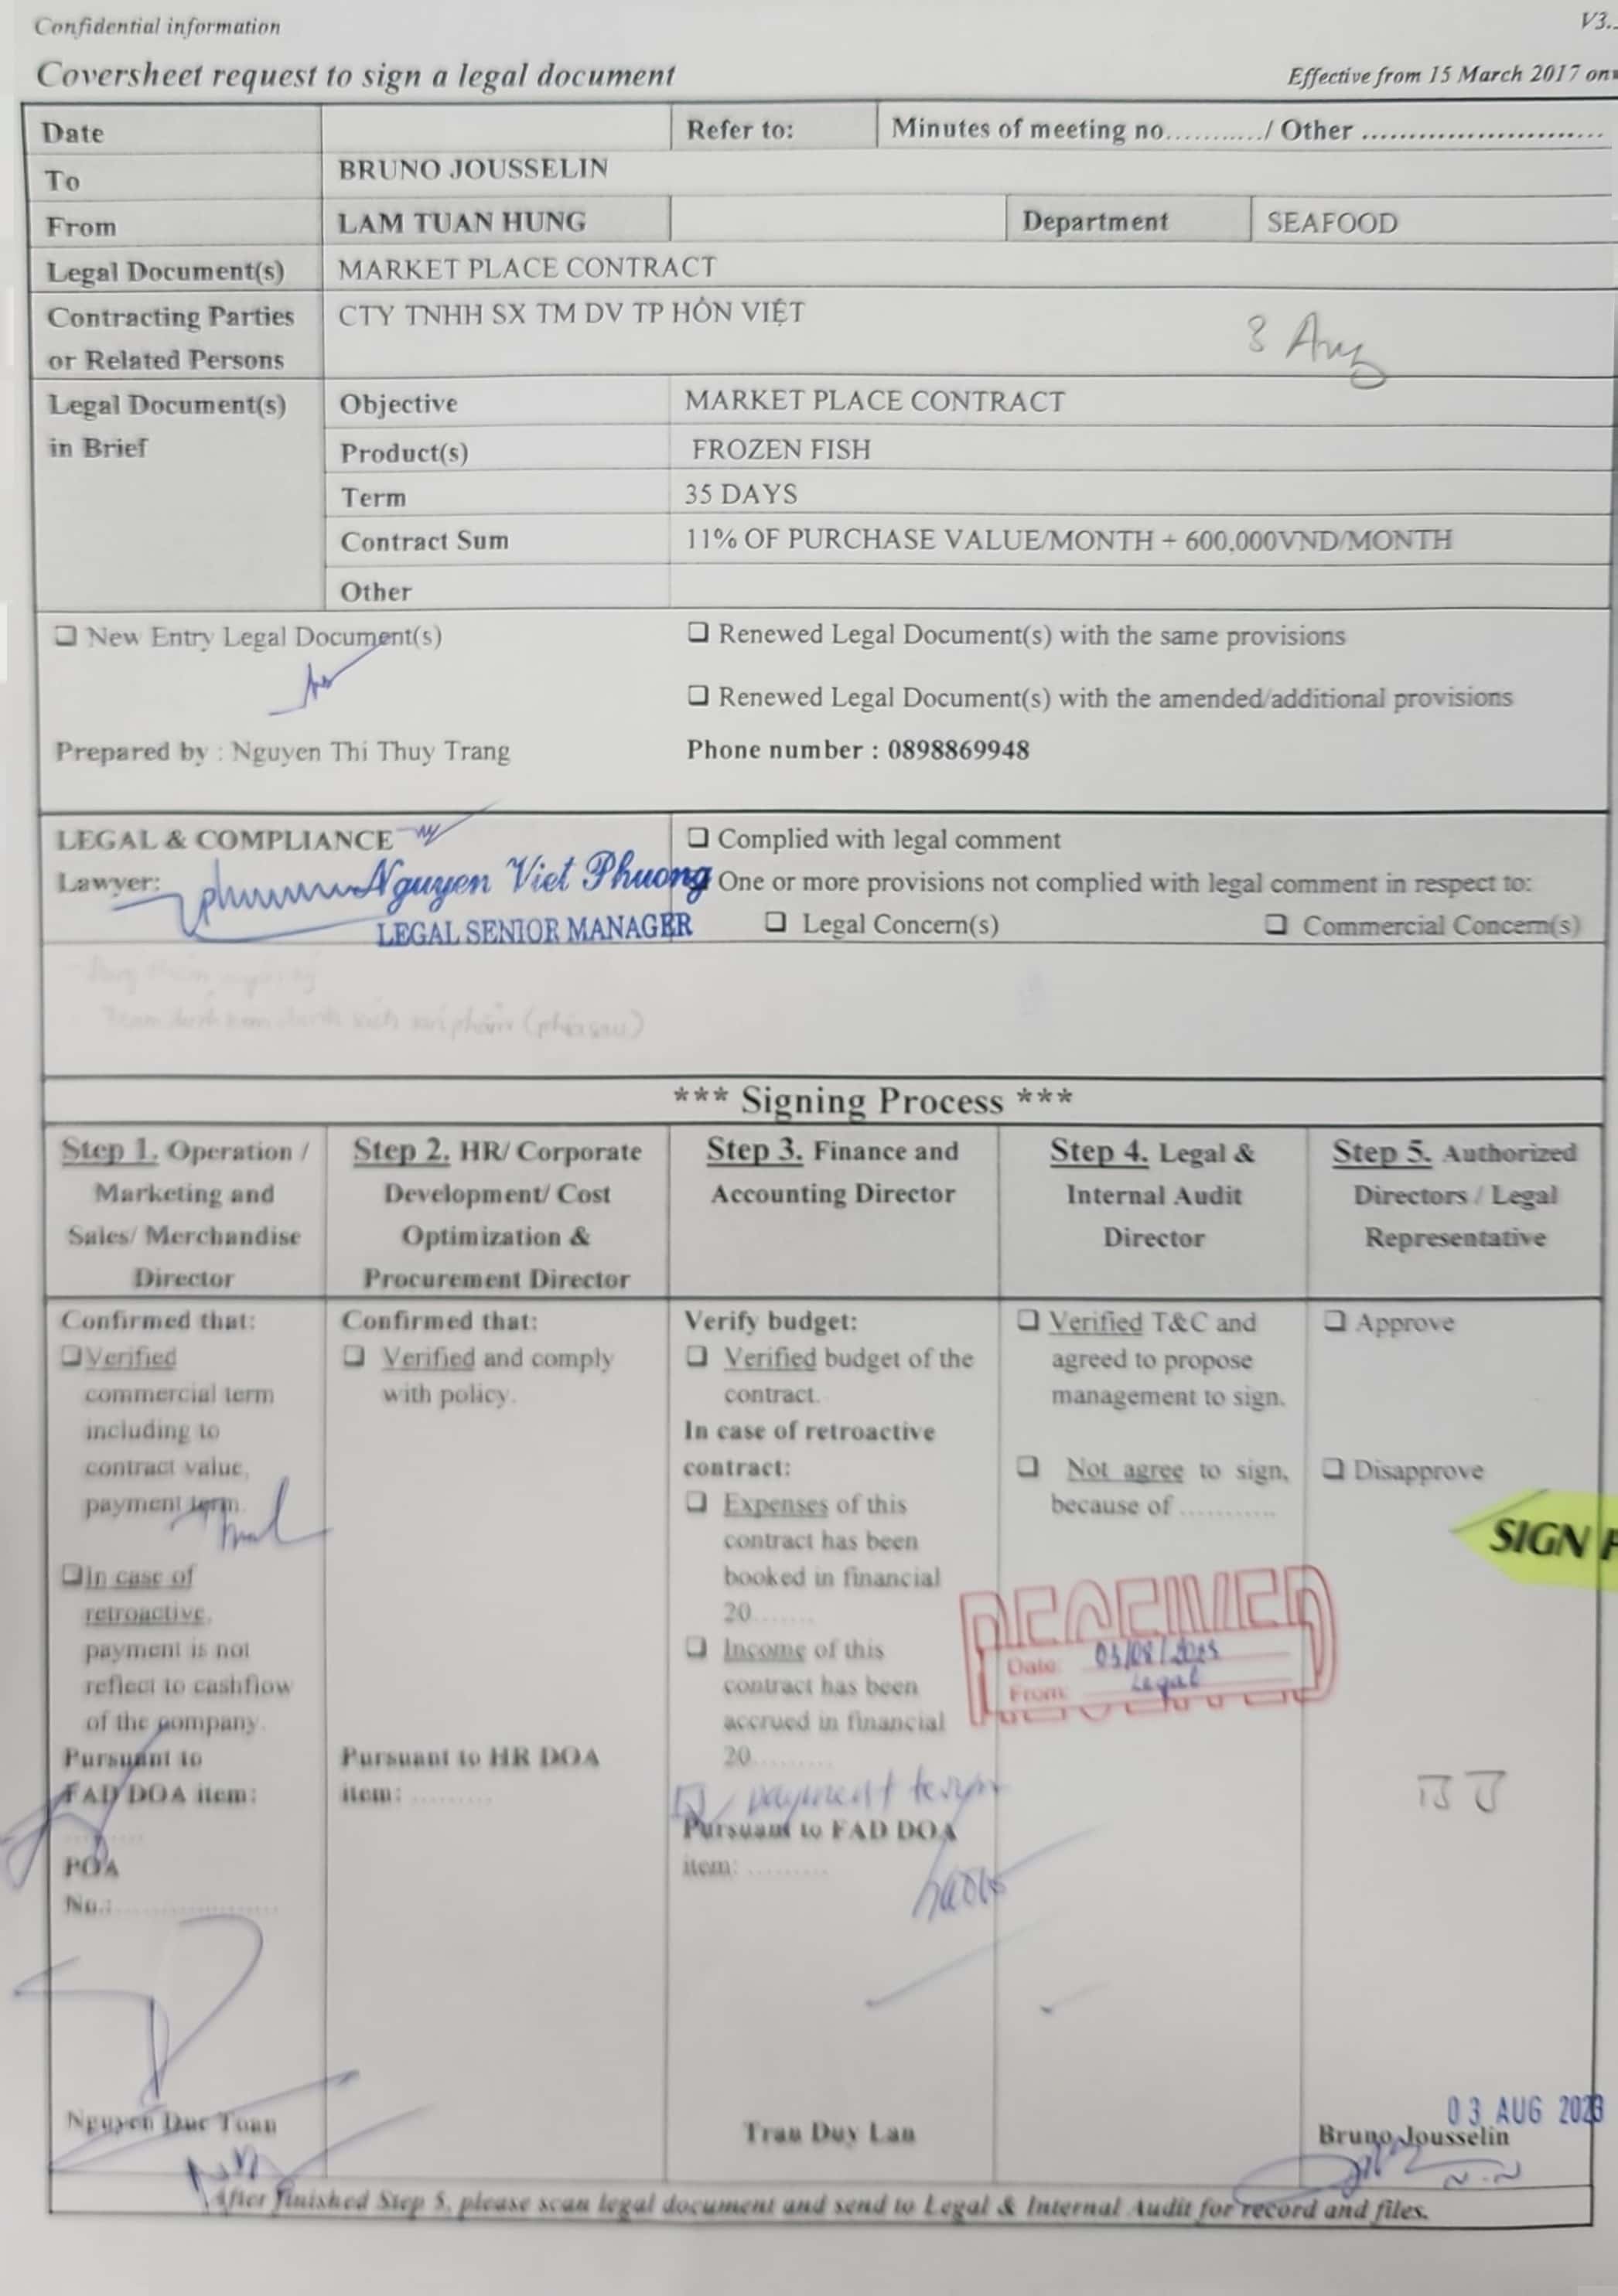 Confidential information
V3.
Coversheet request to sign a legal document
Effective from 15 March 2017 on
Date
Refer to:
Minutes of meeting no.........../ Other ..........................
To
BRUNO JOUSSELIN
From
LAM TUAN HUNG
Department
SEAFOOD
Legal Document(s)
MARKET PLACE CONTRACT
Contracting Parties
or Related Persons
CTY TNHH SX TM DV TP HÒN VIỆT
8 Aug
Legal Document(s)
in Brief
Objective
MARKET PLACE CONTRACT
Product(s)
FROZEN FISH
Term
35 DAYS
Contract Sum
11% OF PURCHASE VALUE/MONTH + 600,000VND/MONTH
Other
❑ New Entry Legal Document(s)
❑ Renewed Legal Document(s) with the same provisions
❑ Renewed Legal Document(s) with the amended/additional provisions
Prepared by : Nguyen Thi Thuy Trang
Phone number : 0898869948
LEGAL & COMPLIANCE
Lawyer:
Nguyen Viet Phuong
LEGAL SENIOR MANAGER
❑ Complied with legal comment
One or more provisions not complied with legal comment in respect to:
❑ Legal Concern(s)
❑ Commercial Concern(s)
*** Signing Process ***
Step 1. Operation /
Marketing and
Sales/ Merchandise
Director
Step 2. HR/ Corporate
Development/ Cost
Optimization &
Procurement Director
Step 3. Finance and
Accounting Director
Step 4. Legal &
Internal Audit
Director
Step 5. Authorized
Directors / Legal
Representative
Confirmed that:
❑Verified
commercial term
including to
contract value,
payment term.
❑In case of
retroactive,
payment is not
reflect to cashflow
of the company.
Pursuant to
FAD DOA item:
POA
No.:
Nguyen Duc Toan
Confirmed that:
❑ Verified and comply
with policy.
Pursuant to HR DOA
item: .........
Verify budget:
❑ Verified budget of the
contract.
In case of retroactive
contract:
❑ Expenses of this
contract has been
booked in financial
20.......
❑ Income of this
contract has been
accrued in financial
20.........
payment term
Pursuant to FAD DOA
item: .........
Tran Duy Lan
❑ Verified T&C and
agreed to propose
management to sign.
❑ Not agree to sign,
because of ...........
RECEIVED
Date: 03/08/2023
From: Legal
❑ Approve
❑ Disapprove
SIGN
03 AUG 2023
Bruno Jousselin
After finished Step 5, please scan legal document and send to Legal & Internal Audit for record and files.